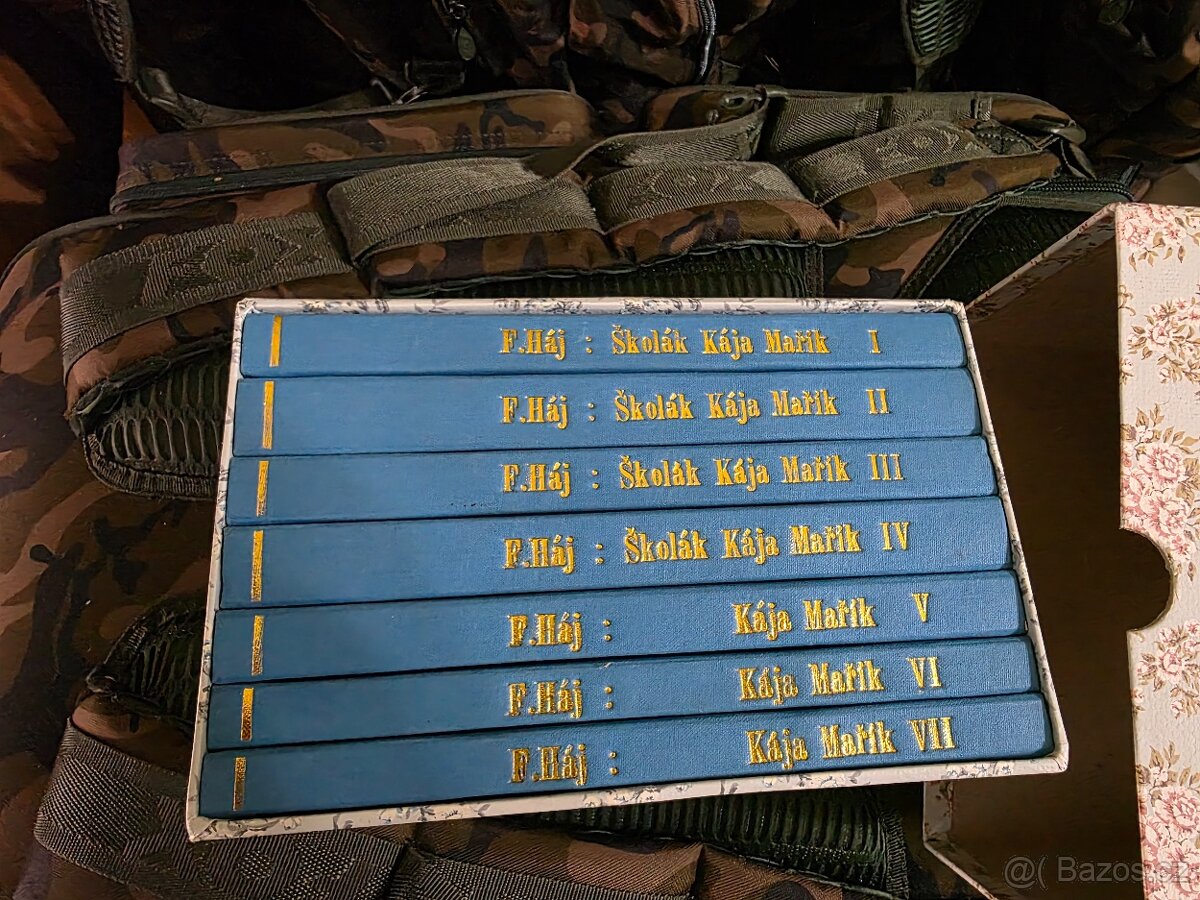 F.Háj : Školák Kája Mařík I
F.Háj : Školák Kája Mařík II
F.Háj : Školák Kája Mařík III
F.Háj : Školák Kája Mařík IV
F.Háj : Kája Mařík V
F.Háj : Kája Mařík VI
F.Háj : Kája Mařík VII
@( Bazos.cz